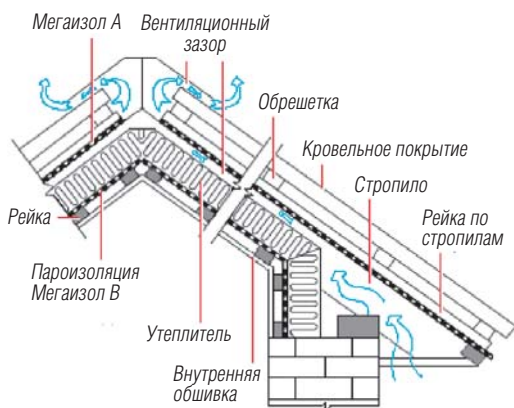 Мегаизол А
Вентиляционный
зазор
Обрешетка
Кровельное покрытие
Стропило
Рейка по
стропилам
Рейка
Пароизоляция
Мегаизол В
Утеплитель
Внутренняя
обшивка